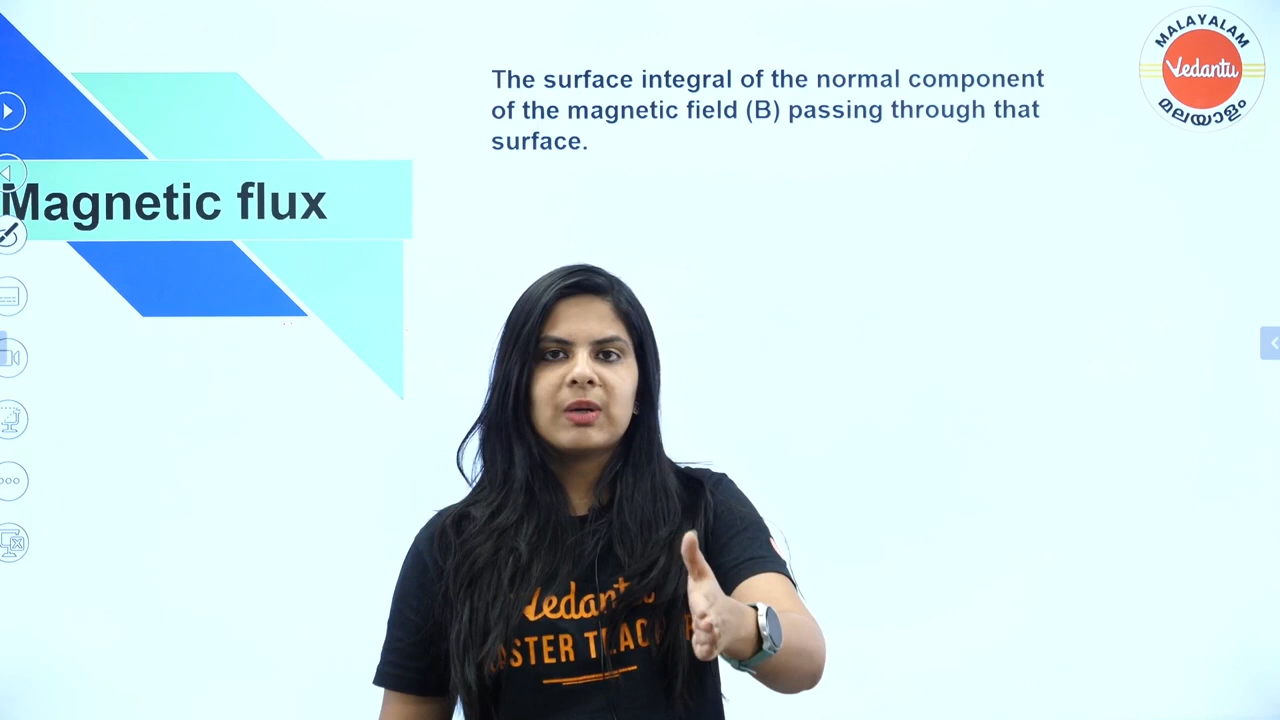 The surface integral of the normal component
of the magnetic field (B) passing through that
surface.
Magnetic flux
MALAYALAM
Vedantu
മലയാളം
Vedantu
TEAC